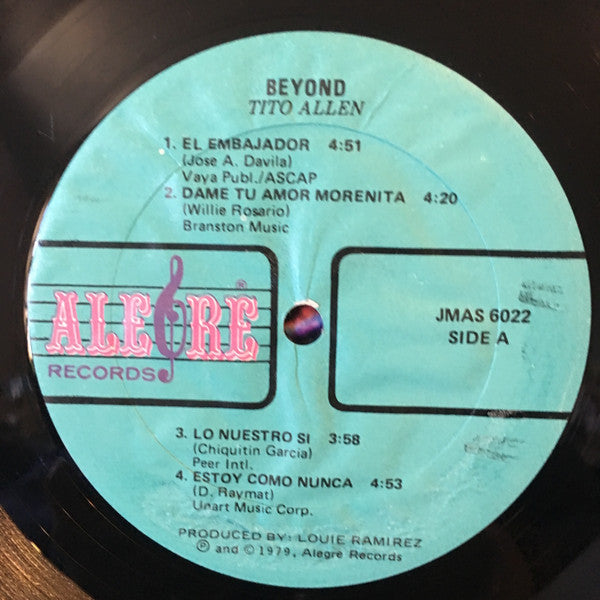 BEYOND
TITO ALLEN
1. EL EMBAJADOR 4:51
(Jose A. Davila)
Vaya Publ./ASCAP
2. DAME TU AMOR MORENITA 4:20
(Willie Rosario)
Branston Music
ALEGRE®
RECORDS
JMAS 6022
SIDE A
3. LO NUESTRO SI 3:58
(Chiquitin Garcia)
Peer Intl.
4. ESTOY COMO NUNCA 4:53
(D. Raymat)
Unart Music Corp.
PRODUCED BY: LOUIE RAMIREZ
℗ and © 1979, Alegre Records